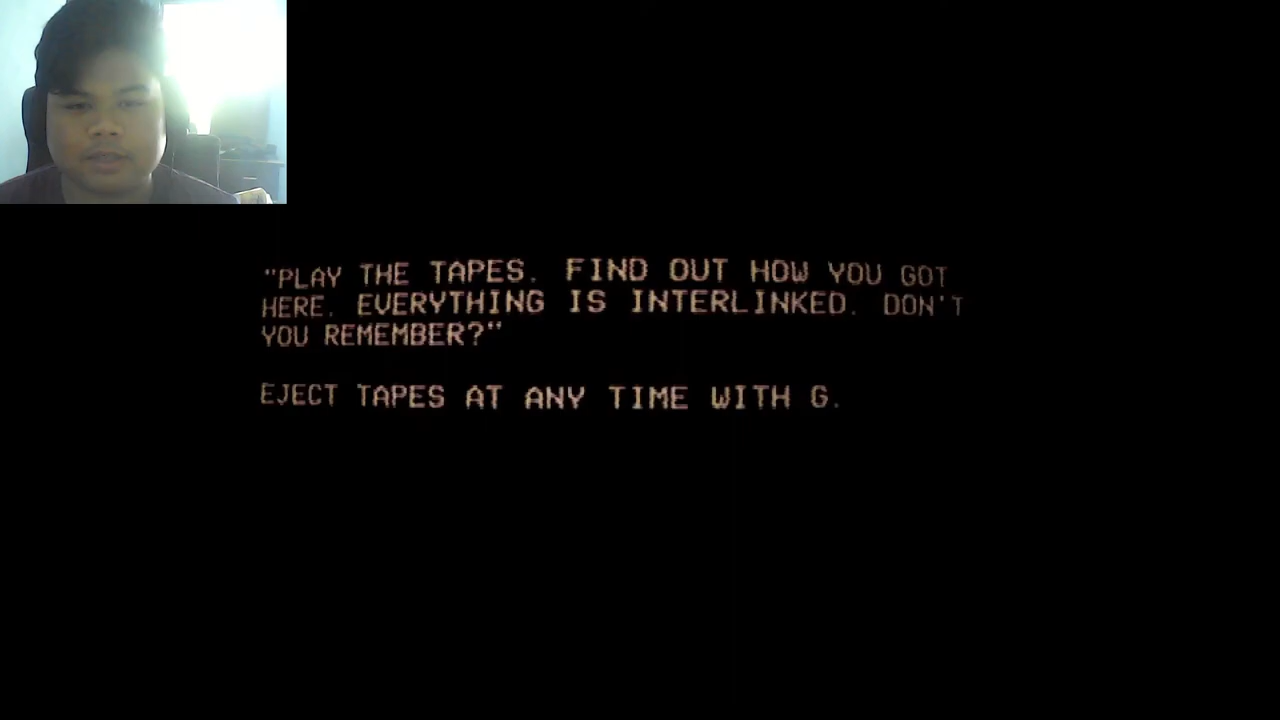 "PLAY THE TAPES. FIND OUT HOW YOU GOT
HERE. EVERYTHING IS INTERLINKED. DON'T
YOU REMEMBER?"
EJECT TAPES AT ANY TIME WITH G.